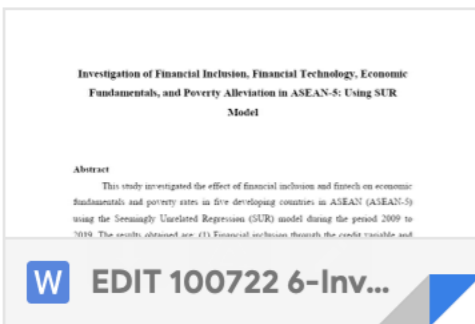 Investigation of Financial Inclusion, Financial Technology, Economic
Fundamentals, and Poverty Alleviation in ASEAN-5: Using SUR
Model
Abstract
This study investigated the effect of financial inclusion and fintech on economic
fundamentals and poverty rates in five developing countries in ASEAN (ASEAN-5)
using the Seemingly Unrelated Regression (SUR) model during the period 2009 to
2019. The results obtained are: (1) Financial inclusion through the credit variable and
W EDIT 100722 6-Inv...